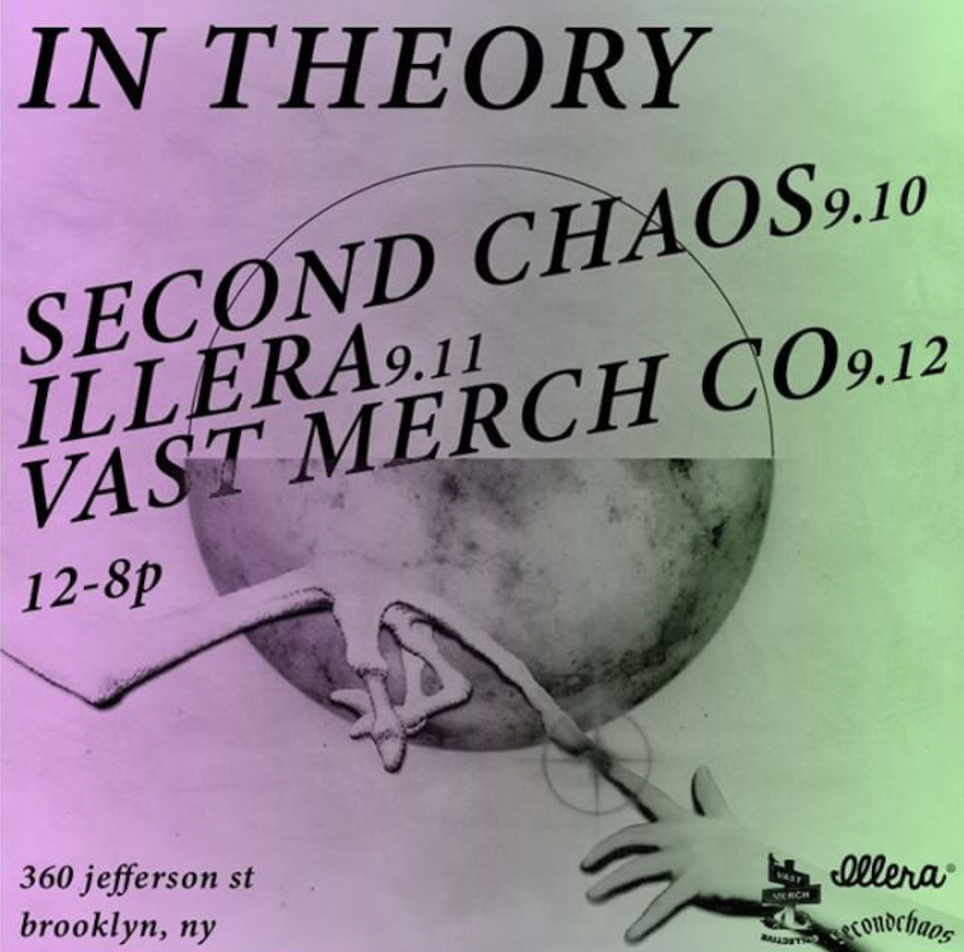 IN THEORY
SECOND CHAOS 9.10
ILLERA 9.11
VAST MERCH CO 9.12
12-8p
360 jefferson st
brooklyn, ny
VAST
MERCH
Illera®
secondchaos